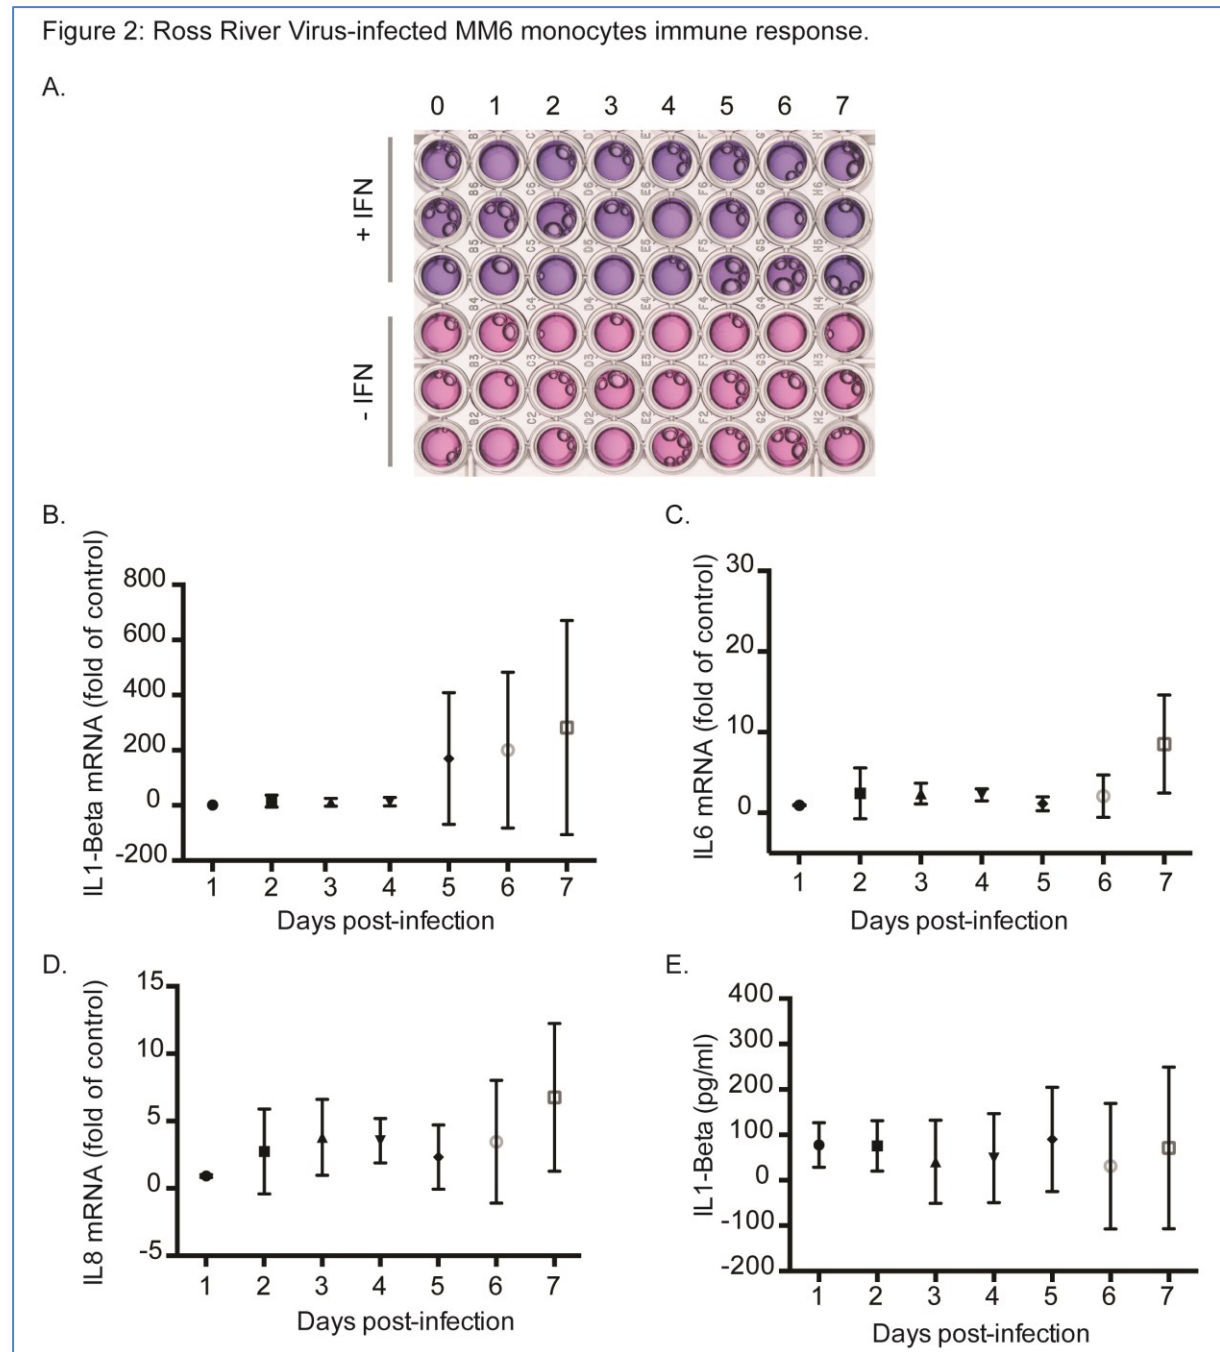 Figure 2: Ross River Virus-infected MM6 monocytes immune response.
A.
0 1 2 3 4 5 6 7
+ IFN
- IFN
B.
IL1-Beta mRNA (fold of control)
800
600
400
200
0
-200
1 2 3 4 5 6 7
Days post-infection
C.
IL6 mRNA (fold of control)
30
20
10
0
1 2 3 4 5 6 7
Days post-infection
D.
IL8 mRNA (fold of control)
15
10
5
0
-5
1 2 3 4 5 6 7
Days post-infection
E.
IL1-Beta (pg/ml)
400
300
200
100
0
-100
-200
1 2 3 4 5 6 7
Days post-infection